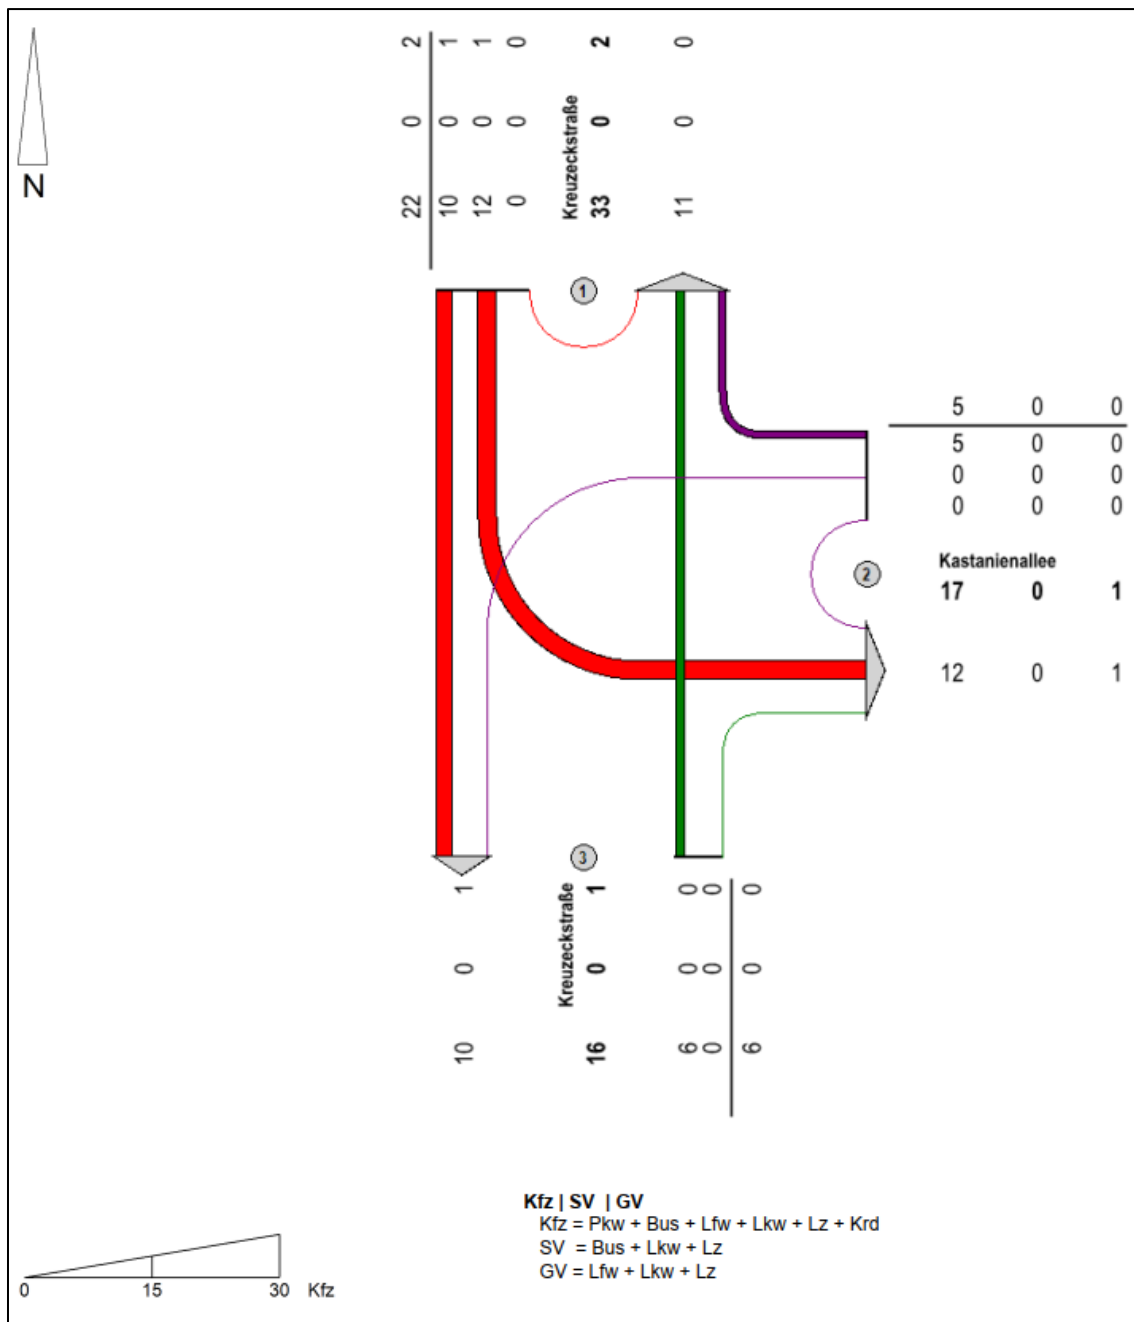 N
2 1 1 0 2 0
0 0 0 0 0 0
22 10 12 0 33 11
Kreuzeckstraße
1
5 0 0
5 0 0
0 0 0
0 0 0
Kastanienallee
2
17 0 1
12 0 1
3
1 1 0 0 0
0 0 0 0 0
10 16 6 0 6
Kreuzeckstraße
Kfz | SV | GV
Kfz = Pkw + Bus + Lfw + Lkw + Lz + Krd
SV = Bus + Lkw + Lz
GV = Lfw + Lkw + Lz
0 15 30 Kfz